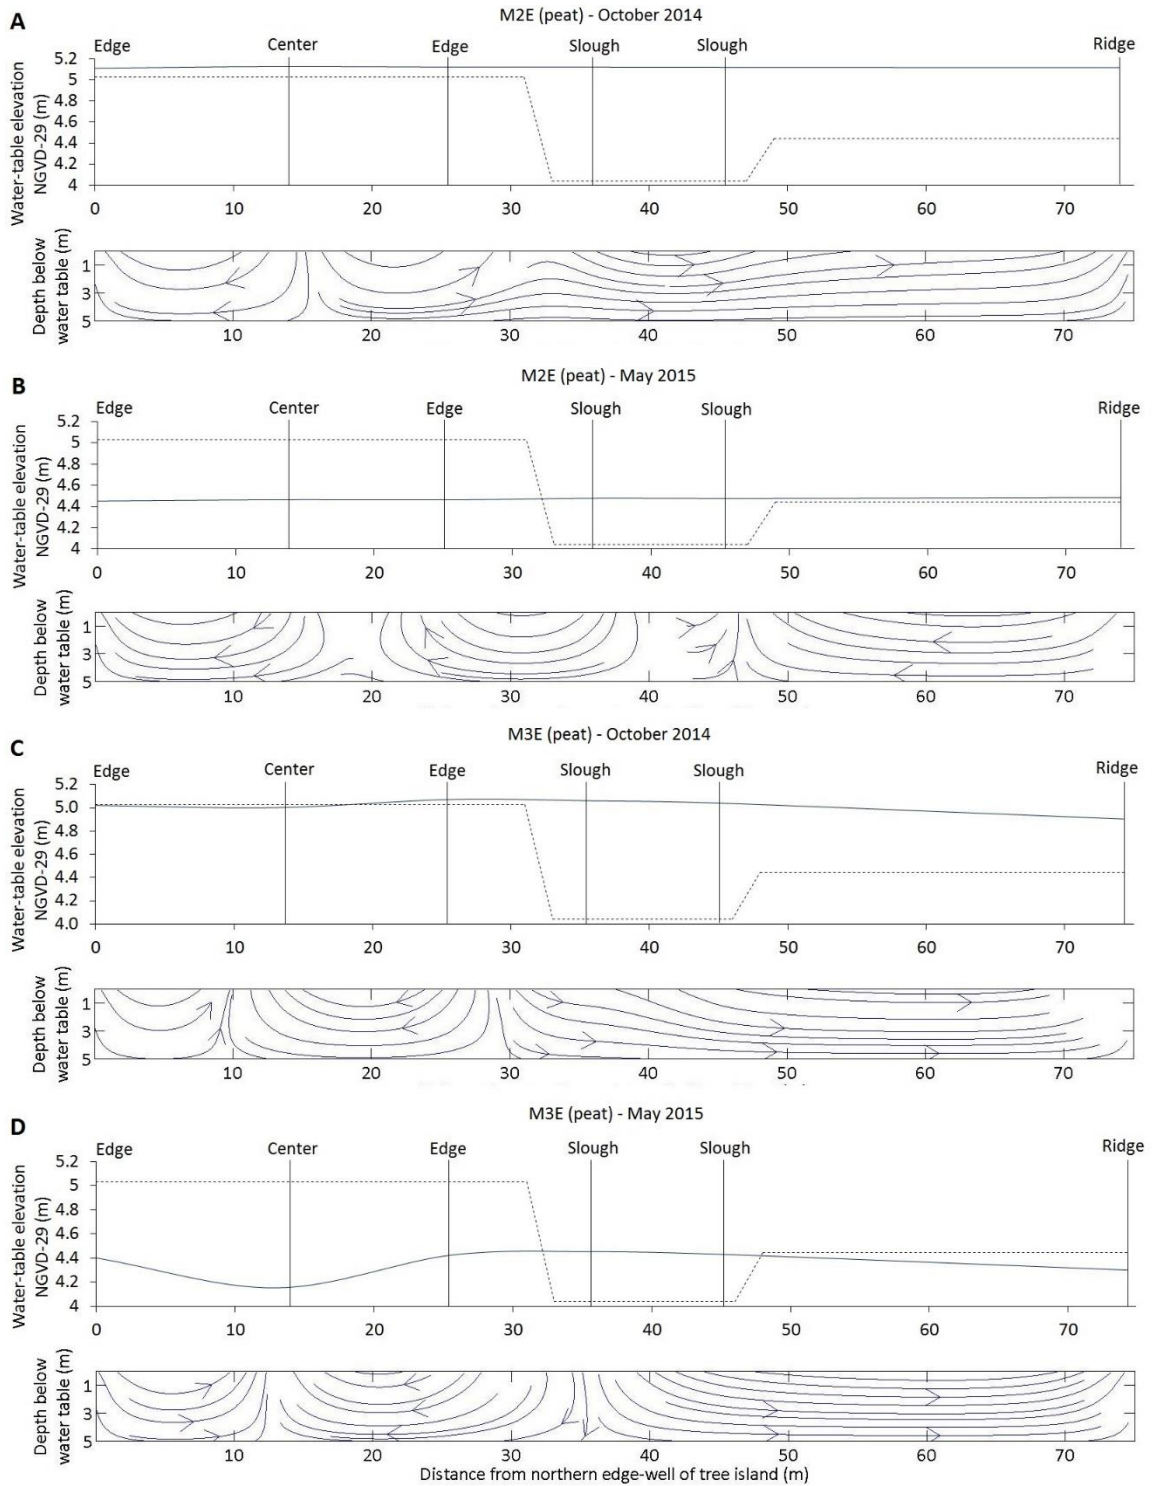 A
M2E (peat) - October 2014
Edge Center Edge Slough Slough Ridge
Water-table elevation
NGVD-29 (m)
5.2
5
4.8
4.6
4.4
4.2
4
0 10 20 30 40 50 60 70
Depth below
water table (m)
1
3
5
10 20 30 40 50 60 70
B
M2E (peat) - May 2015
Edge Center Edge Slough Slough Ridge
Water-table elevation
NGVD-29 (m)
5.2
5
4.8
4.6
4.4
4.2
4
0 10 20 30 40 50 60 70
Depth below
water table (m)
1
3
5
10 20 30 40 50 60 70
C
M3E (peat) - October 2014
Edge Center Edge Slough Slough Ridge
Water-table elevation
NGVD-29 (m)
5.2
5.0
4.8
4.6
4.4
4.2
4.0
0 10 20 30 40 50 60 70
Depth below
water table (m)
1
3
5
10 20 30 40 50 60 70
D
M3E (peat) - May 2015
Edge Center Edge Slough Slough Ridge
Water-table elevation
NGVD-29 (m)
5.2
5
4.8
4.6
4.4
4.2
4
0 10 20 30 40 50 60 70
Depth below
water table (m)
1
3
5
10 20 30 40 50 60 70
Distance from northern edge-well of tree island (m)